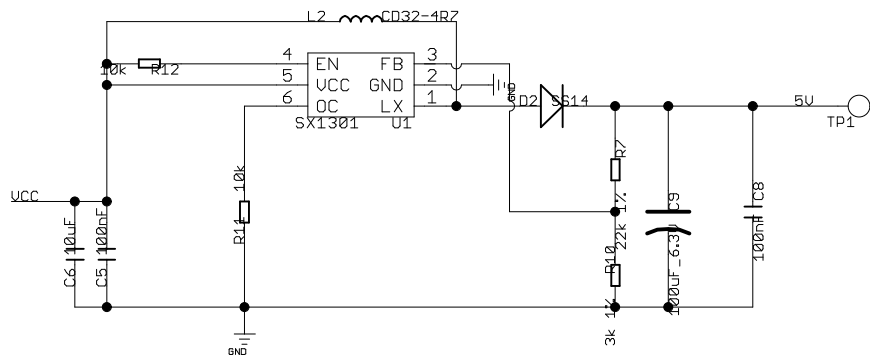 L2 CD32-4R7
10k R12
4 EN FB 3
5 VCC GND 2
6 OC LX 1
SX1301 U1
GND
D2 SS14
5V
TP1
VCC
C6 10uF
C5 100nF
R11 10k
R7
22k 1%
R10
3k 1%
C9
100uF_6.3V
C8
100nF
GND